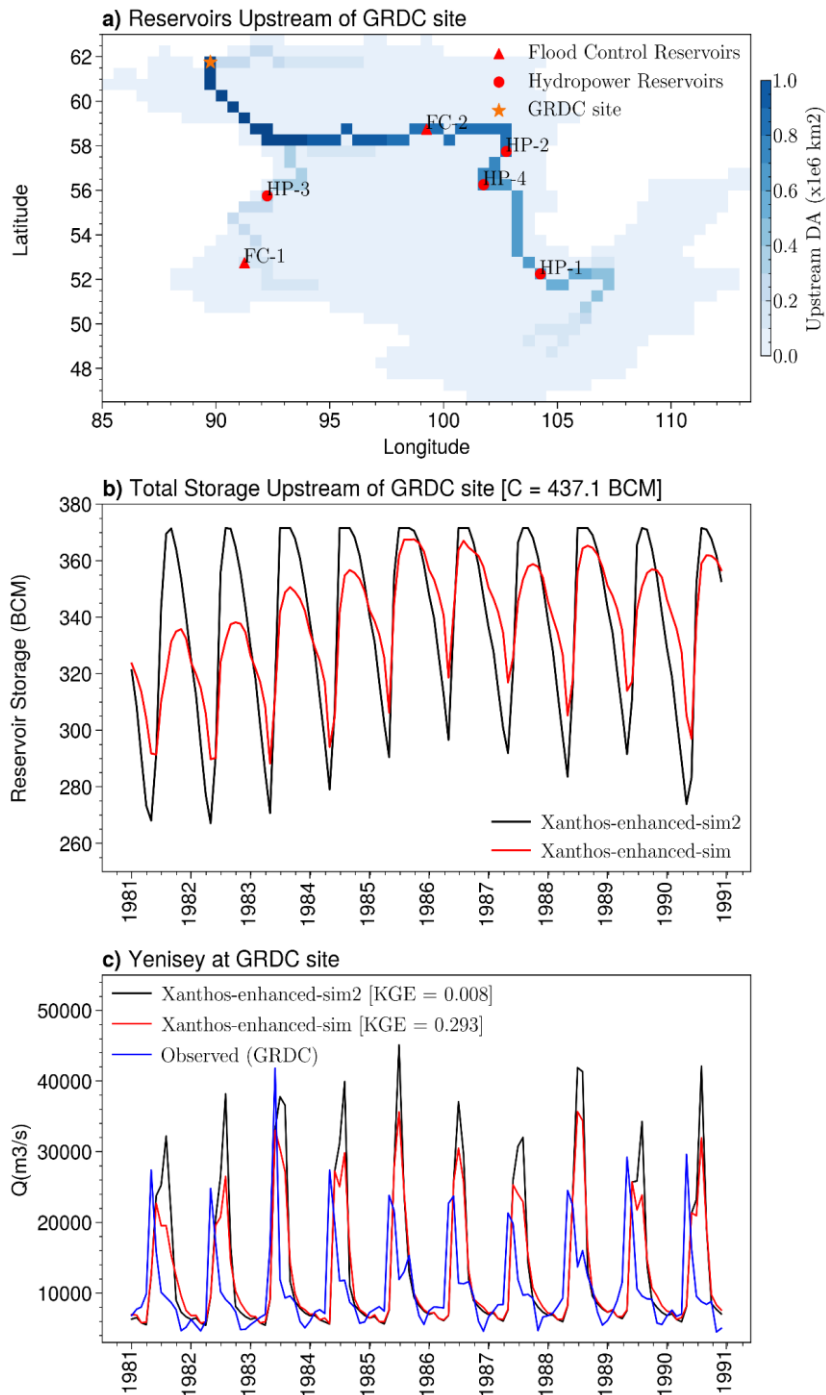 a) Reservoirs Upstream of GRDC site
Flood Control Reservoirs
Hydropower Reservoirs
GRDC site
FC-2
HP-2
HP-4
HP-3
FC-1
HP-1
62
60
58
56
54
52
50
48
Latitude
85
90
95
100
105
110
Longitude
1.0
0.8
0.6
0.4
0.2
0.0
Upstream DA (x1e6 km2)
b) Total Storage Upstream of GRDC site [C = 437.1 BCM]
380
360
340
320
300
280
260
Reservoir Storage (BCM)
Xanthos-enhanced-sim2
Xanthos-enhanced-sim
1981
1982
1983
1984
1985
1986
1987
1988
1989
1990
1991
c) Yenisey at GRDC site
Xanthos-enhanced-sim2 [KGE = 0.008]
Xanthos-enhanced-sim [KGE = 0.293]
Observed (GRDC)
50000
40000
30000
20000
10000
Q(m3/s)
1981
1982
1983
1984
1985
1986
1987
1988
1989
1990
1991